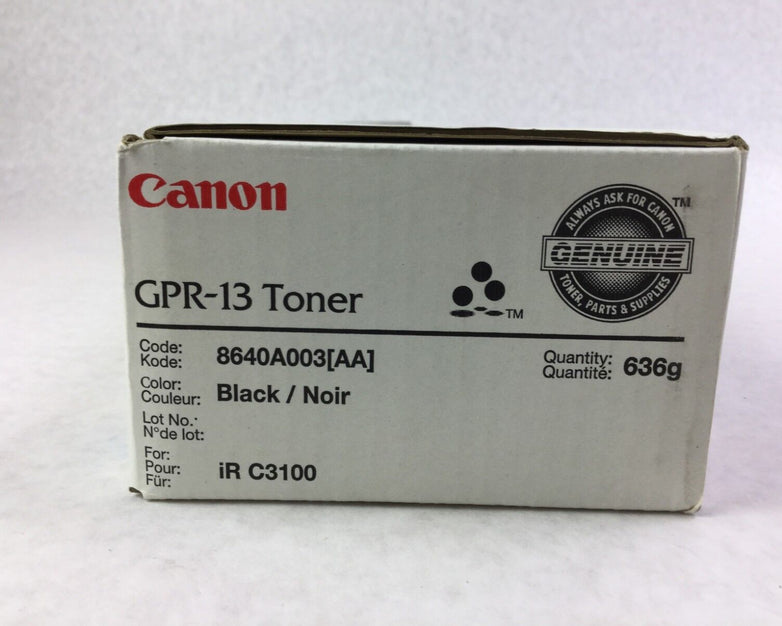 Canon
ALWAYS ASK FOR CANON
TM
GENUINE
TONER, PARTS & SUPPLIES
GPR-13 Toner
TM
Code: 8640A003[AA]
Kode:
Quantity: 636g
Quantité:
Color: Black / Noir
Couleur:
Lot No.:
N°de lot:
For:
Pour: iR C3100
Für: